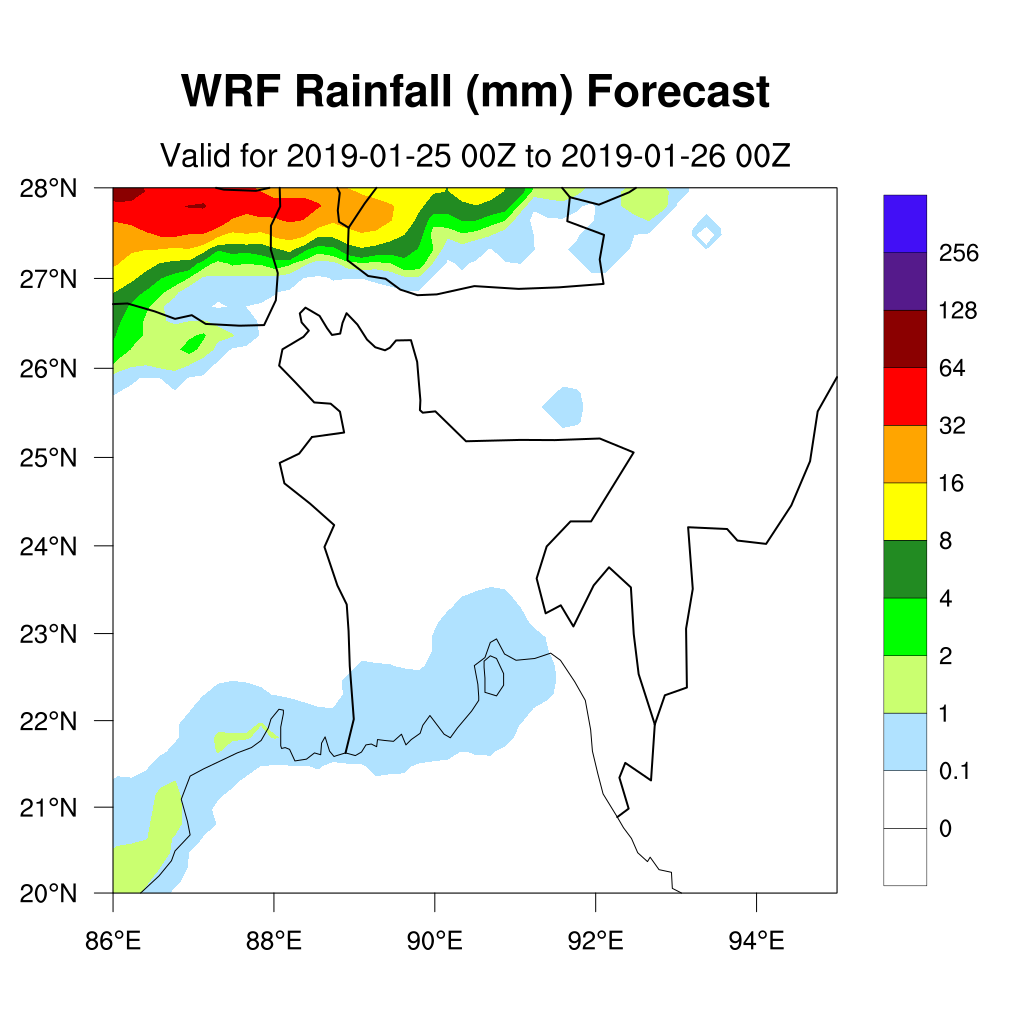 WRF Rainfall (mm) Forecast
Valid for 2019-01-25 00Z to 2019-01-26 00Z
28°N
27°N
26°N
25°N
24°N
23°N
22°N
21°N
20°N
86°E 88°E 90°E 92°E 94°E
256
128
64
32
16
8
4
2
1
0.1
0